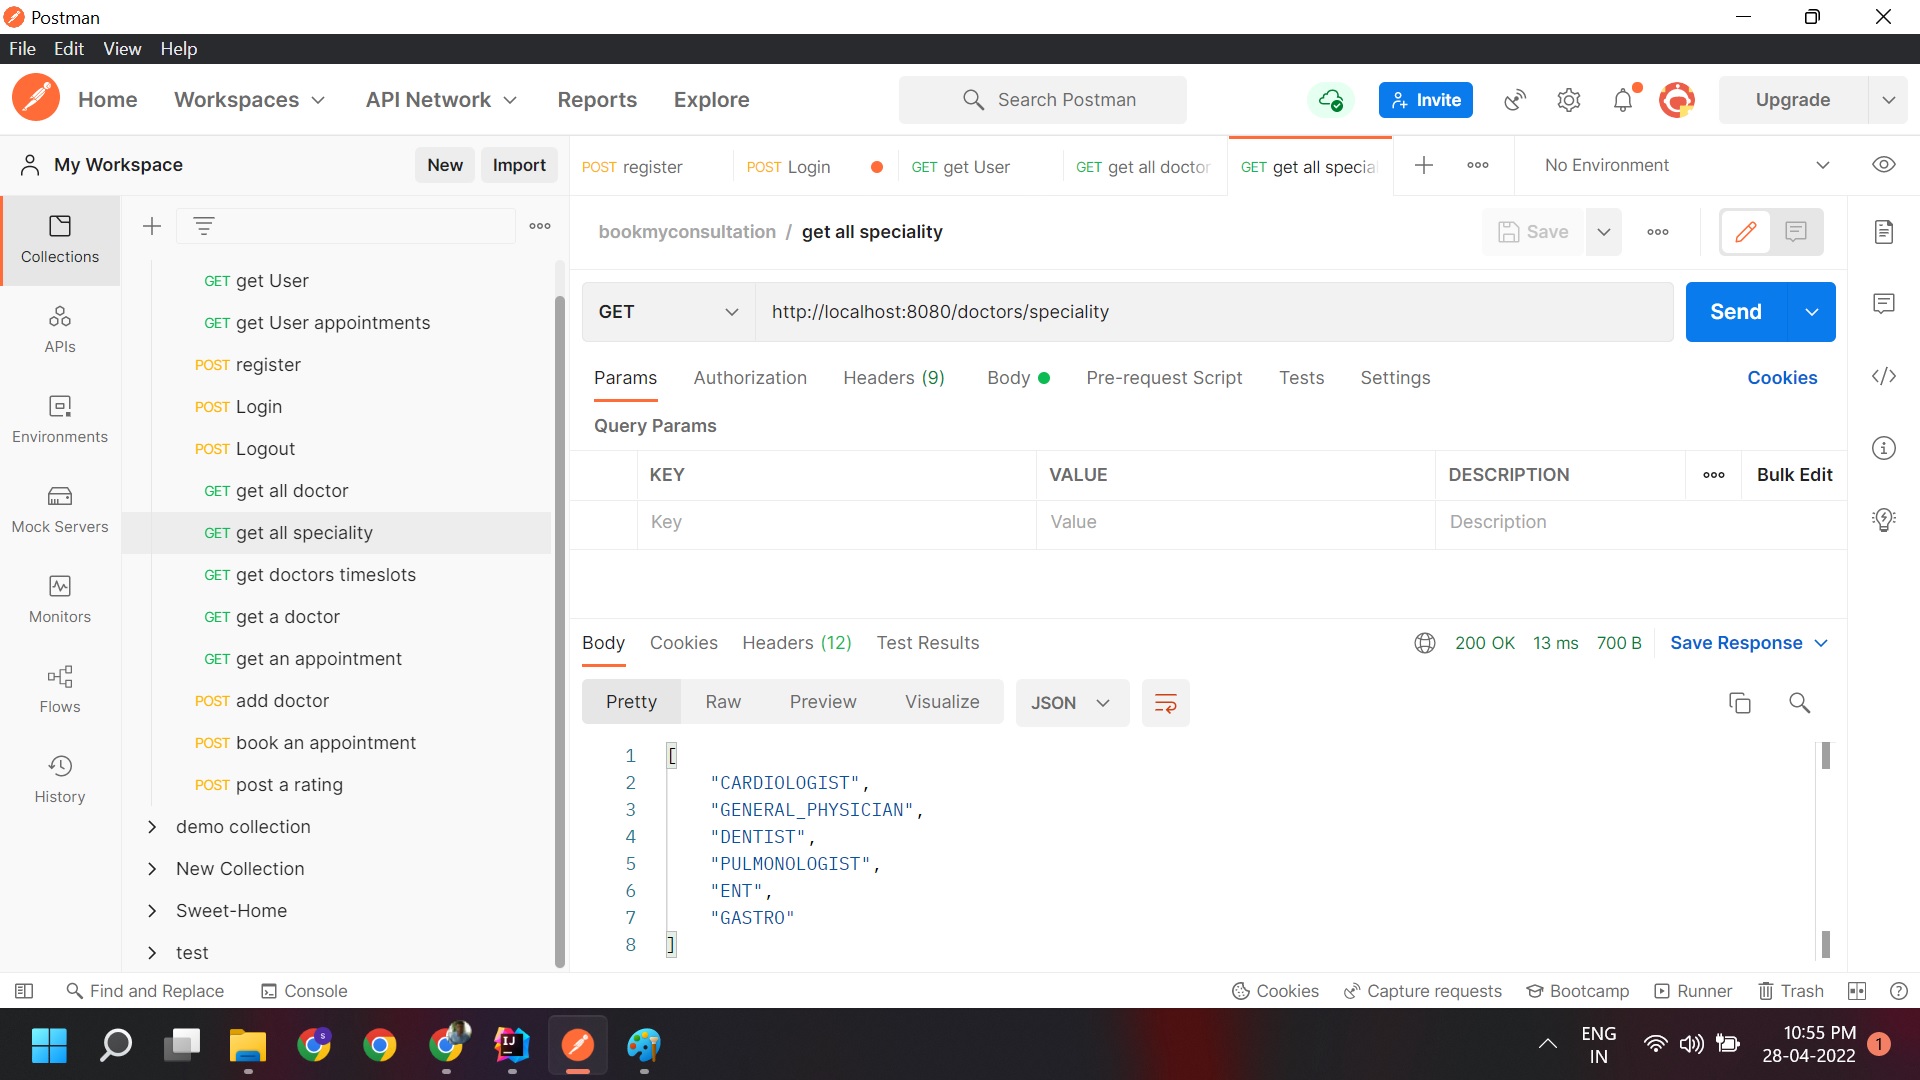 Postman
File Edit View Help
Home Workspaces API Network Reports Explore Search Postman Invite Upgrade
My Workspace New Import POST register POST Login GET get User GET get all doctor GET get all specia No Environment
Collections
APIs
Environments
Mock Servers
Monitors
Flows
History
GET get User
GET get User appointments
POST register
POST Login
POST Logout
GET get all doctor
GET get all speciality
GET get doctors timeslots
GET get a doctor
GET get an appointment
POST add doctor
POST book an appointment
POST post a rating
demo collection
New Collection
Sweet-Home
test
bookmyconsultation / get all speciality Save
GET http://localhost:8080/doctors/speciality Send
Params Authorization Headers (9) Body Pre-request Script Tests Settings Cookies
Query Params
KEY VALUE DESCRIPTION Bulk Edit
Key Value Description
Body Cookies Headers (12) Test Results 200 OK 13 ms 700 B Save Response
Pretty Raw Preview Visualize JSON
1 [
2 "CARDIOLOGIST",
3 "GENERAL_PHYSICIAN",
4 "DENTIST",
5 "PULMONOLOGIST",
6 "ENT",
7 "GASTRO"
8 ]
Find and Replace Console Cookies Capture requests Bootcamp Runner Trash
S
IJ
ENG
IN
10:55 PM
28-04-2022
1